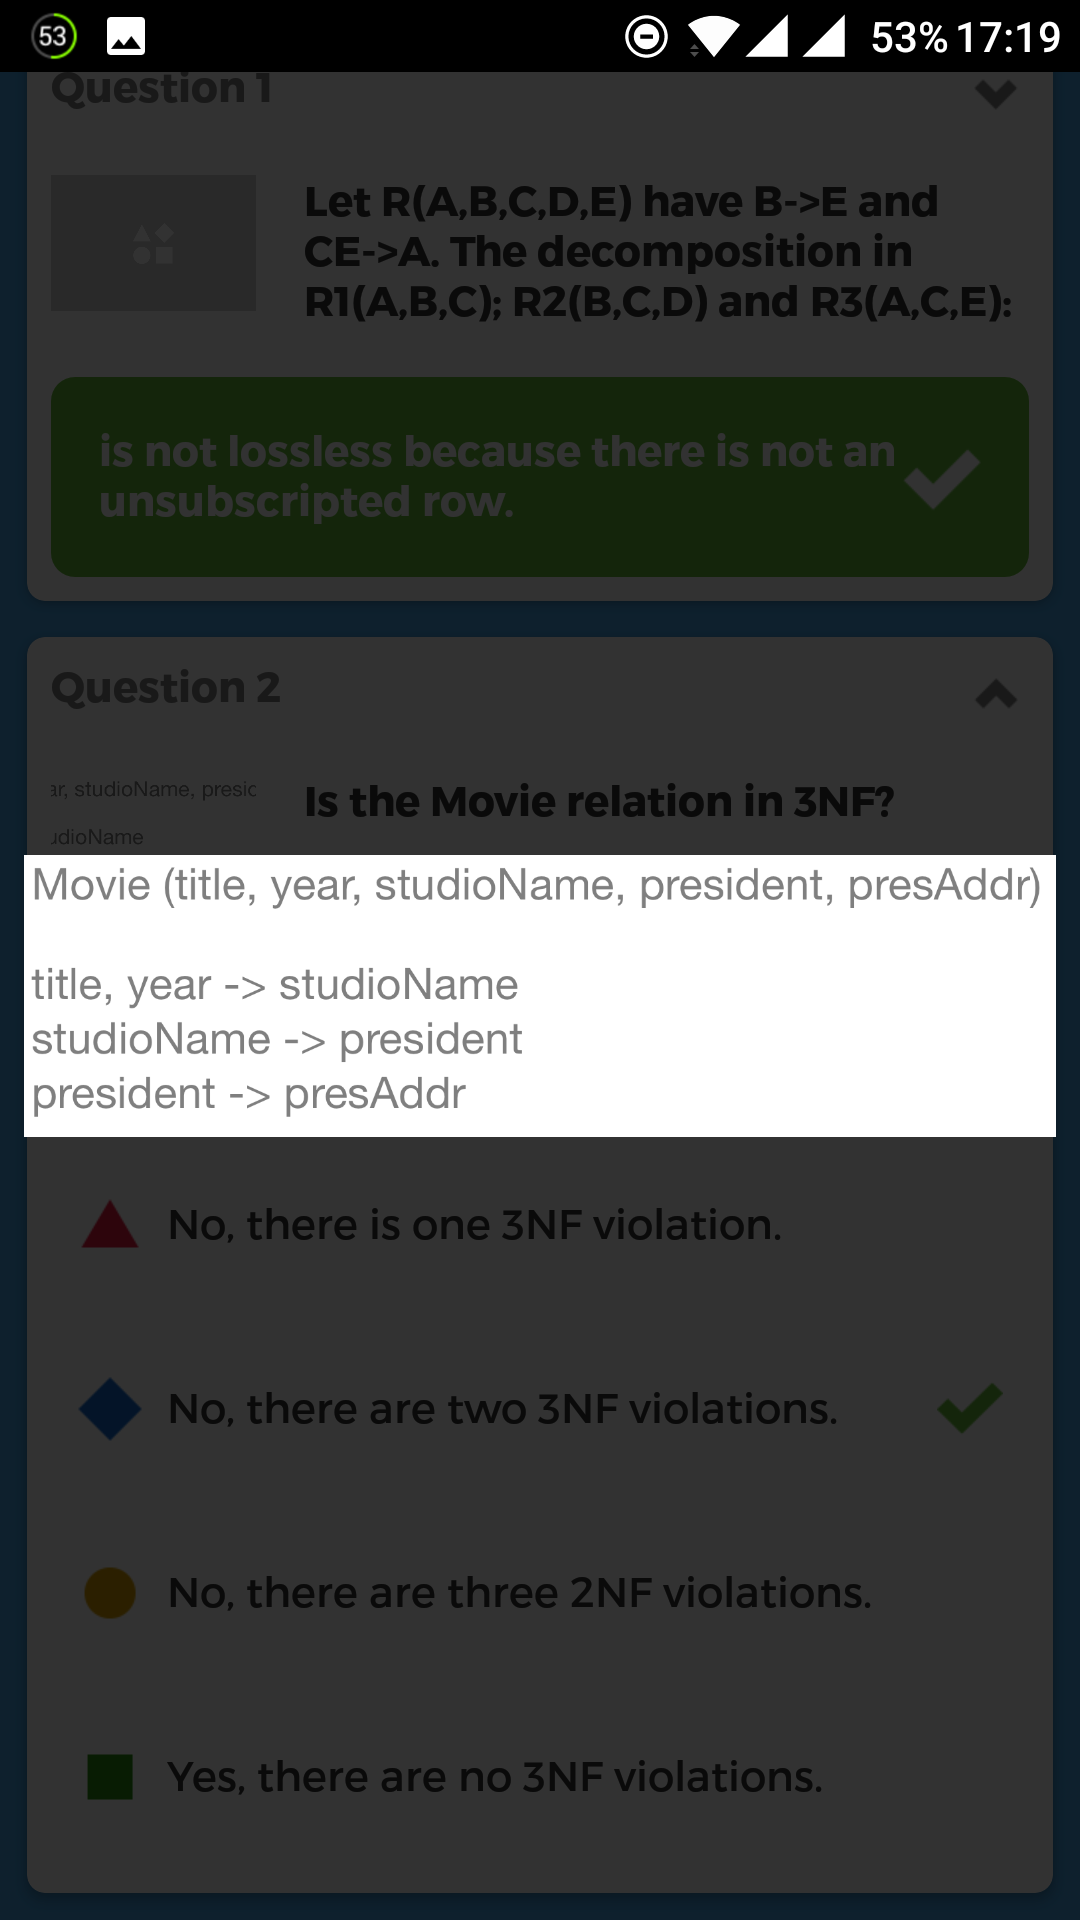 53
53% 17:19
Question 1
Let R(A,B,C,D,E) have B->E and
CE->A. The decomposition in
R1(A,B,C); R2(B,C,D) and R3(A,C,E):
is not lossless because there is not an
unsubscripted row.
Question 2
ar, studioName, presic
udioName
Is the Movie relation in 3NF?
Movie (title, year, studioName, president, presAddr)
title, year -> studioName
studioName -> president
president -> presAddr
No, there is one 3NF violation.
No, there are two 3NF violations.
No, there are three 2NF violations.
Yes, there are no 3NF violations.